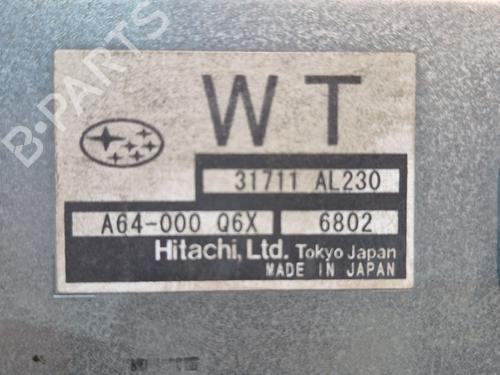 B-PARTS
WT
31711 AL230
A64-000 Q6X 6802
Hitachi, Ltd. Tokyo Japan
MADE IN JAPAN